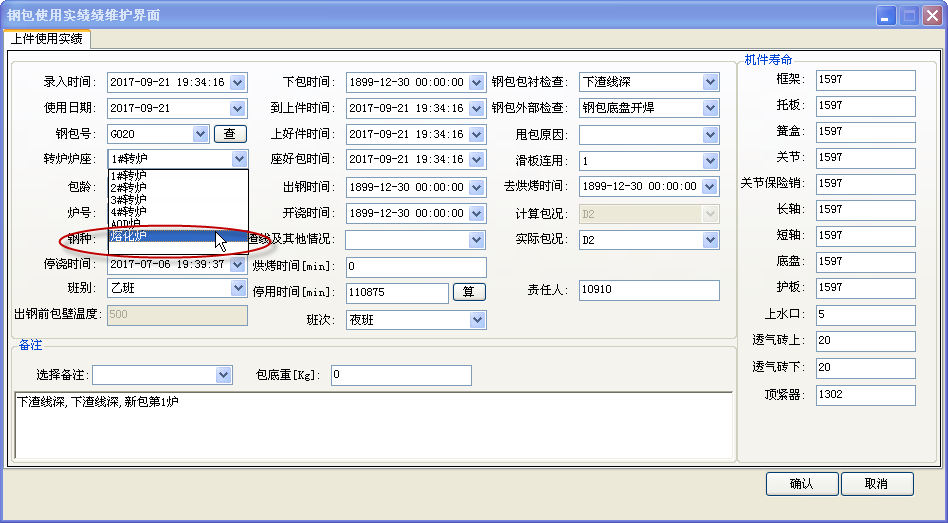 钢包使用实绩绩维护界面
上件使用实绩
录入时间: 2017-09-21 19:34:16 下包时间: 1899-12-30 00:00:00 钢包包衬检查: 下渣线深
使用日期: 2017-09-21 到上件时间: 2017-09-21 19:34:16 钢包外部检查: 钢包底盘开焊
钢包号: G020 查 上好件时间: 2017-09-21 19:34:16 甩包原因:
转炉炉座: 1#转炉 座好包时间: 2017-09-21 19:34:16 滑板连用: 1
1#转炉
2#转炉
3#转炉
4#转炉
AOD炉
熔化炉
包龄: 出钢时间: 1899-12-30 00:00:00 去烘烤时间: 1899-12-30 00:00:00
炉号: 开浇时间: 1899-12-30 00:00:00 计算包况: D2
钢种: 渣线及其他情况: 实际包况: D2
停浇时间: 2017-07-06 19:39:37 烘烤时间[min]: 0
班别: 乙班 停用时间[min]: 110875 算 责任人: 10910
出钢前包壁温度: 500 班次: 夜班
机件寿命
框架: 1597
托板: 1597
簧盒: 1597
关节: 1597
关节保险销: 1597
长轴: 1597
短轴: 1597
底盘: 1597
护板: 1597
上水口: 5
透气砖上: 20
透气砖下: 20
顶紧器: 1302
备注
选择备注: 包底重[Kg]: 0
下渣线深,下渣线深,新包第1炉
确认 取消